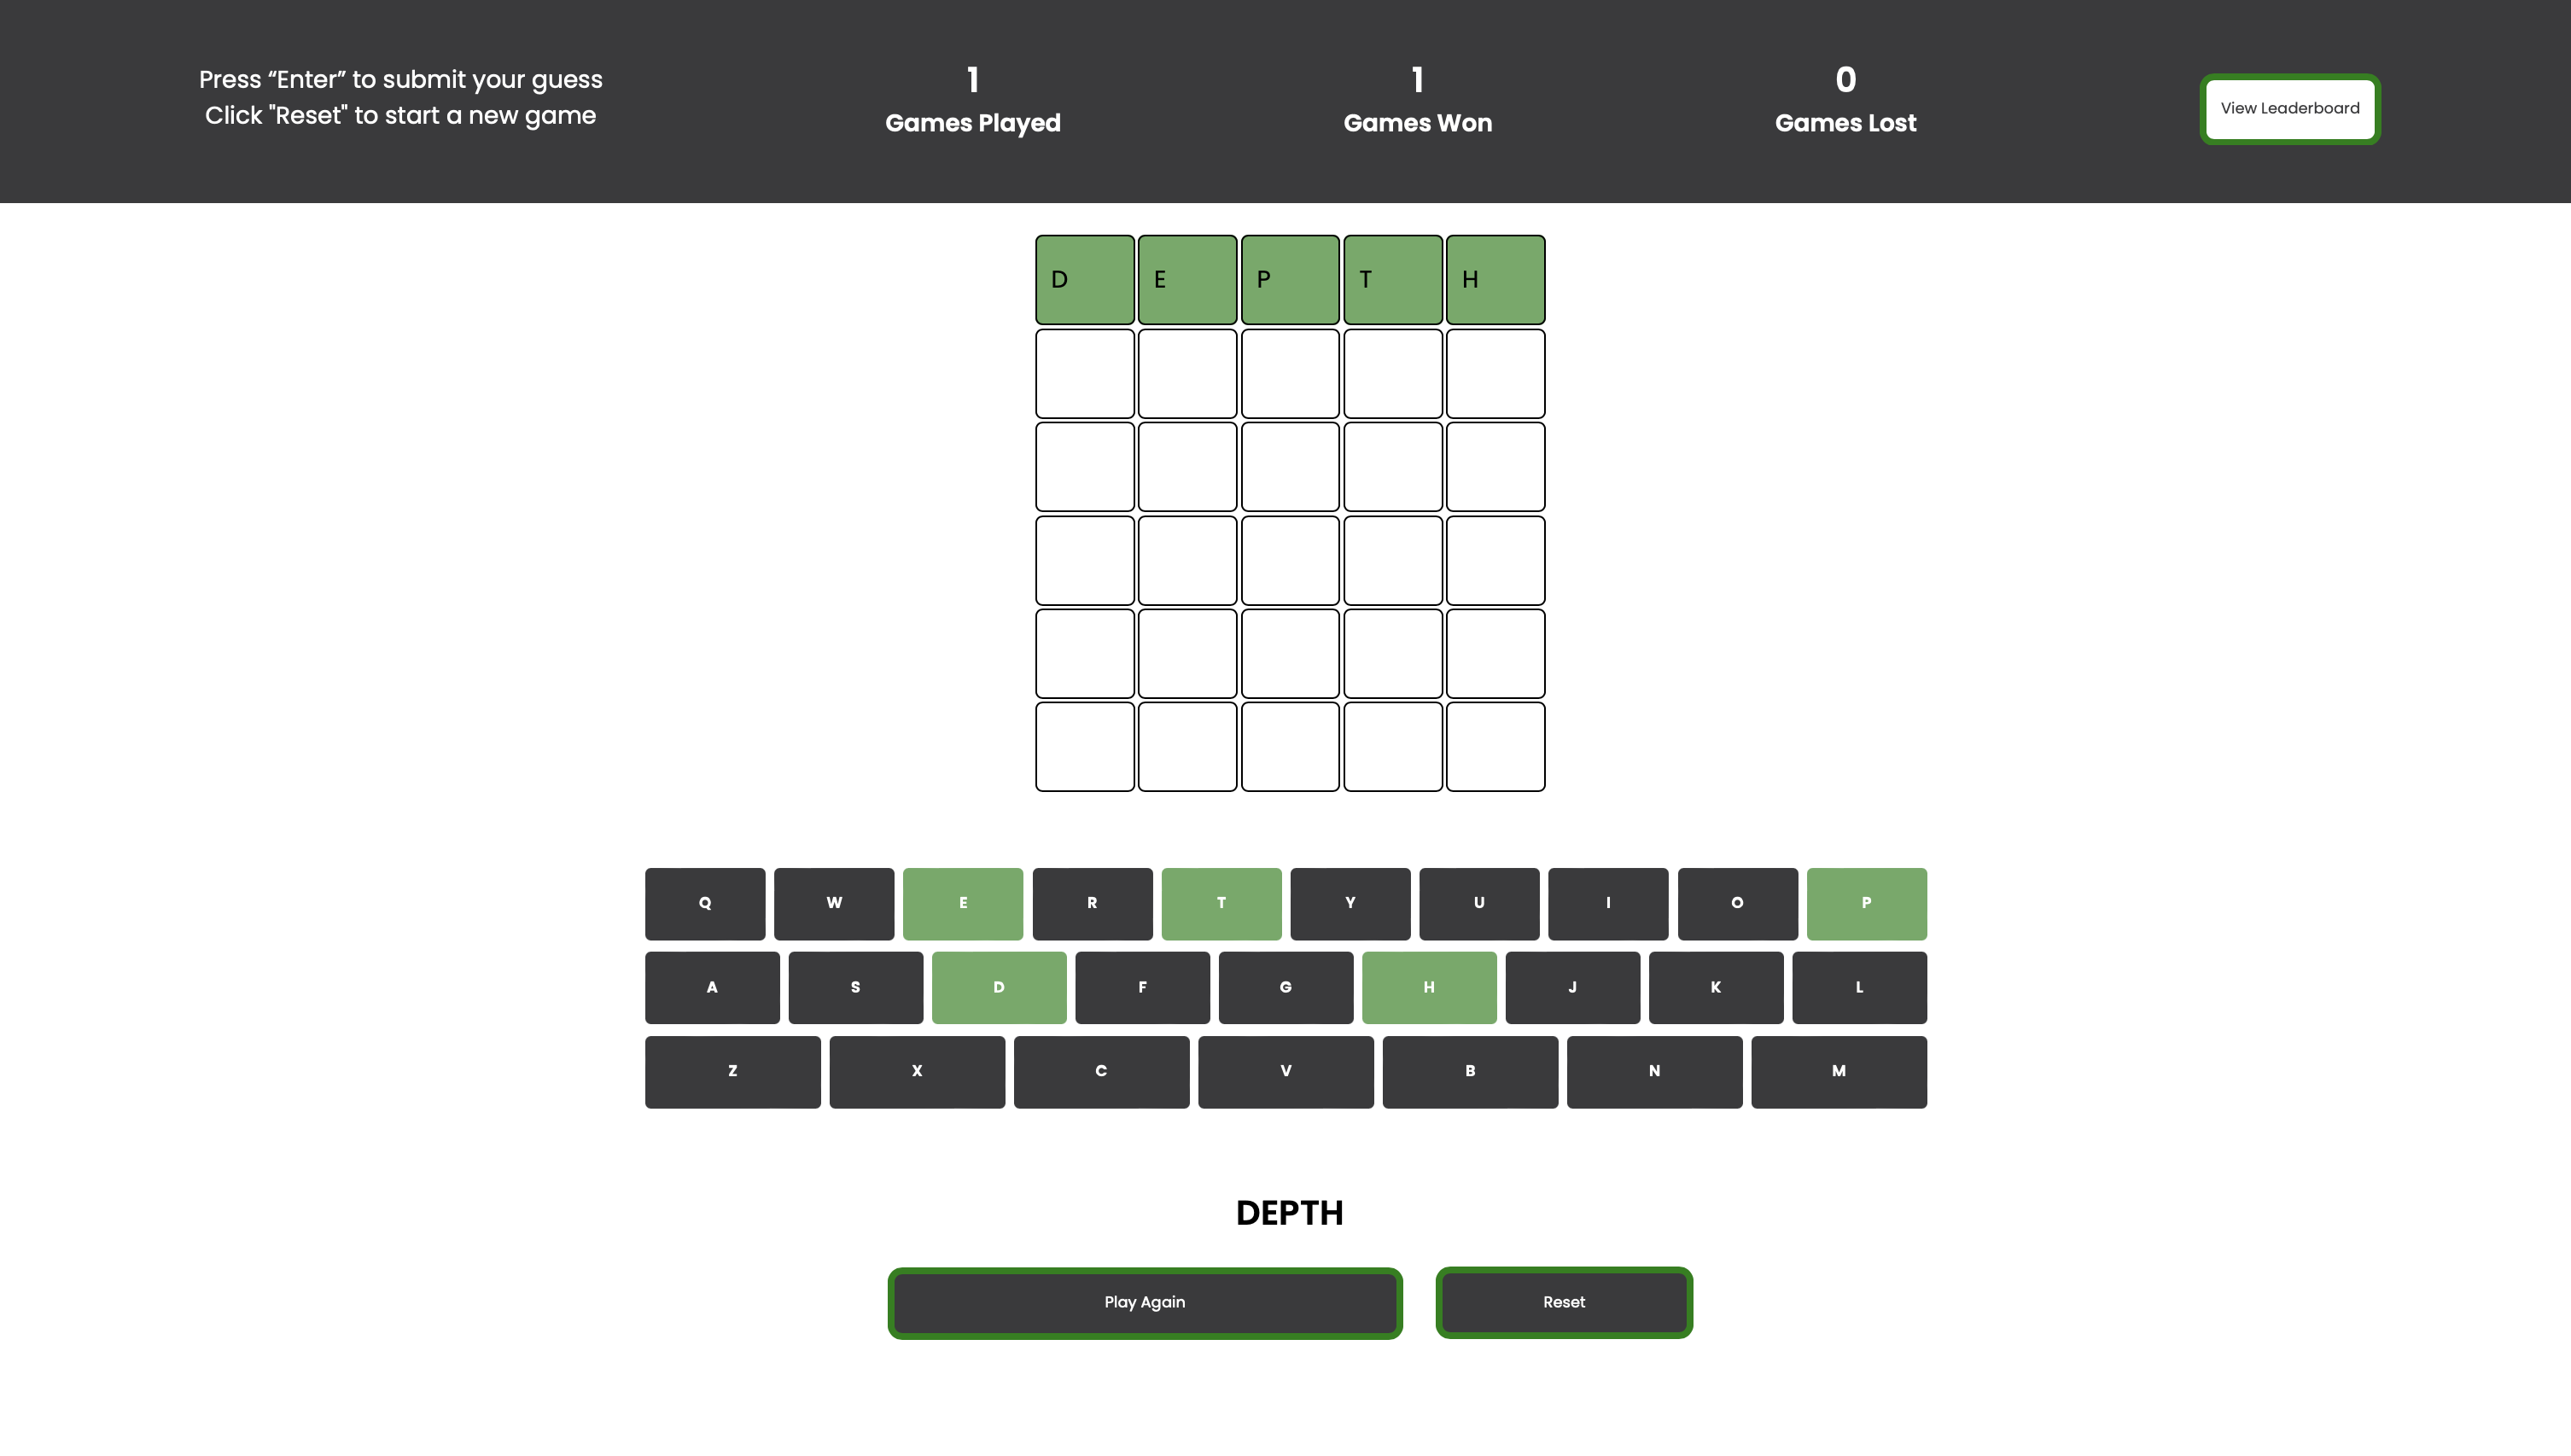 Press “Enter” to submit your guess
Click "Reset" to start a new game
1
Games Played
1
Games Won
0
Games Lost
View Leaderboard
D E P T H
Q W E R T Y U I O P
A S D F G H J K L
Z X C V B N M
DEPTH
Play Again
Reset